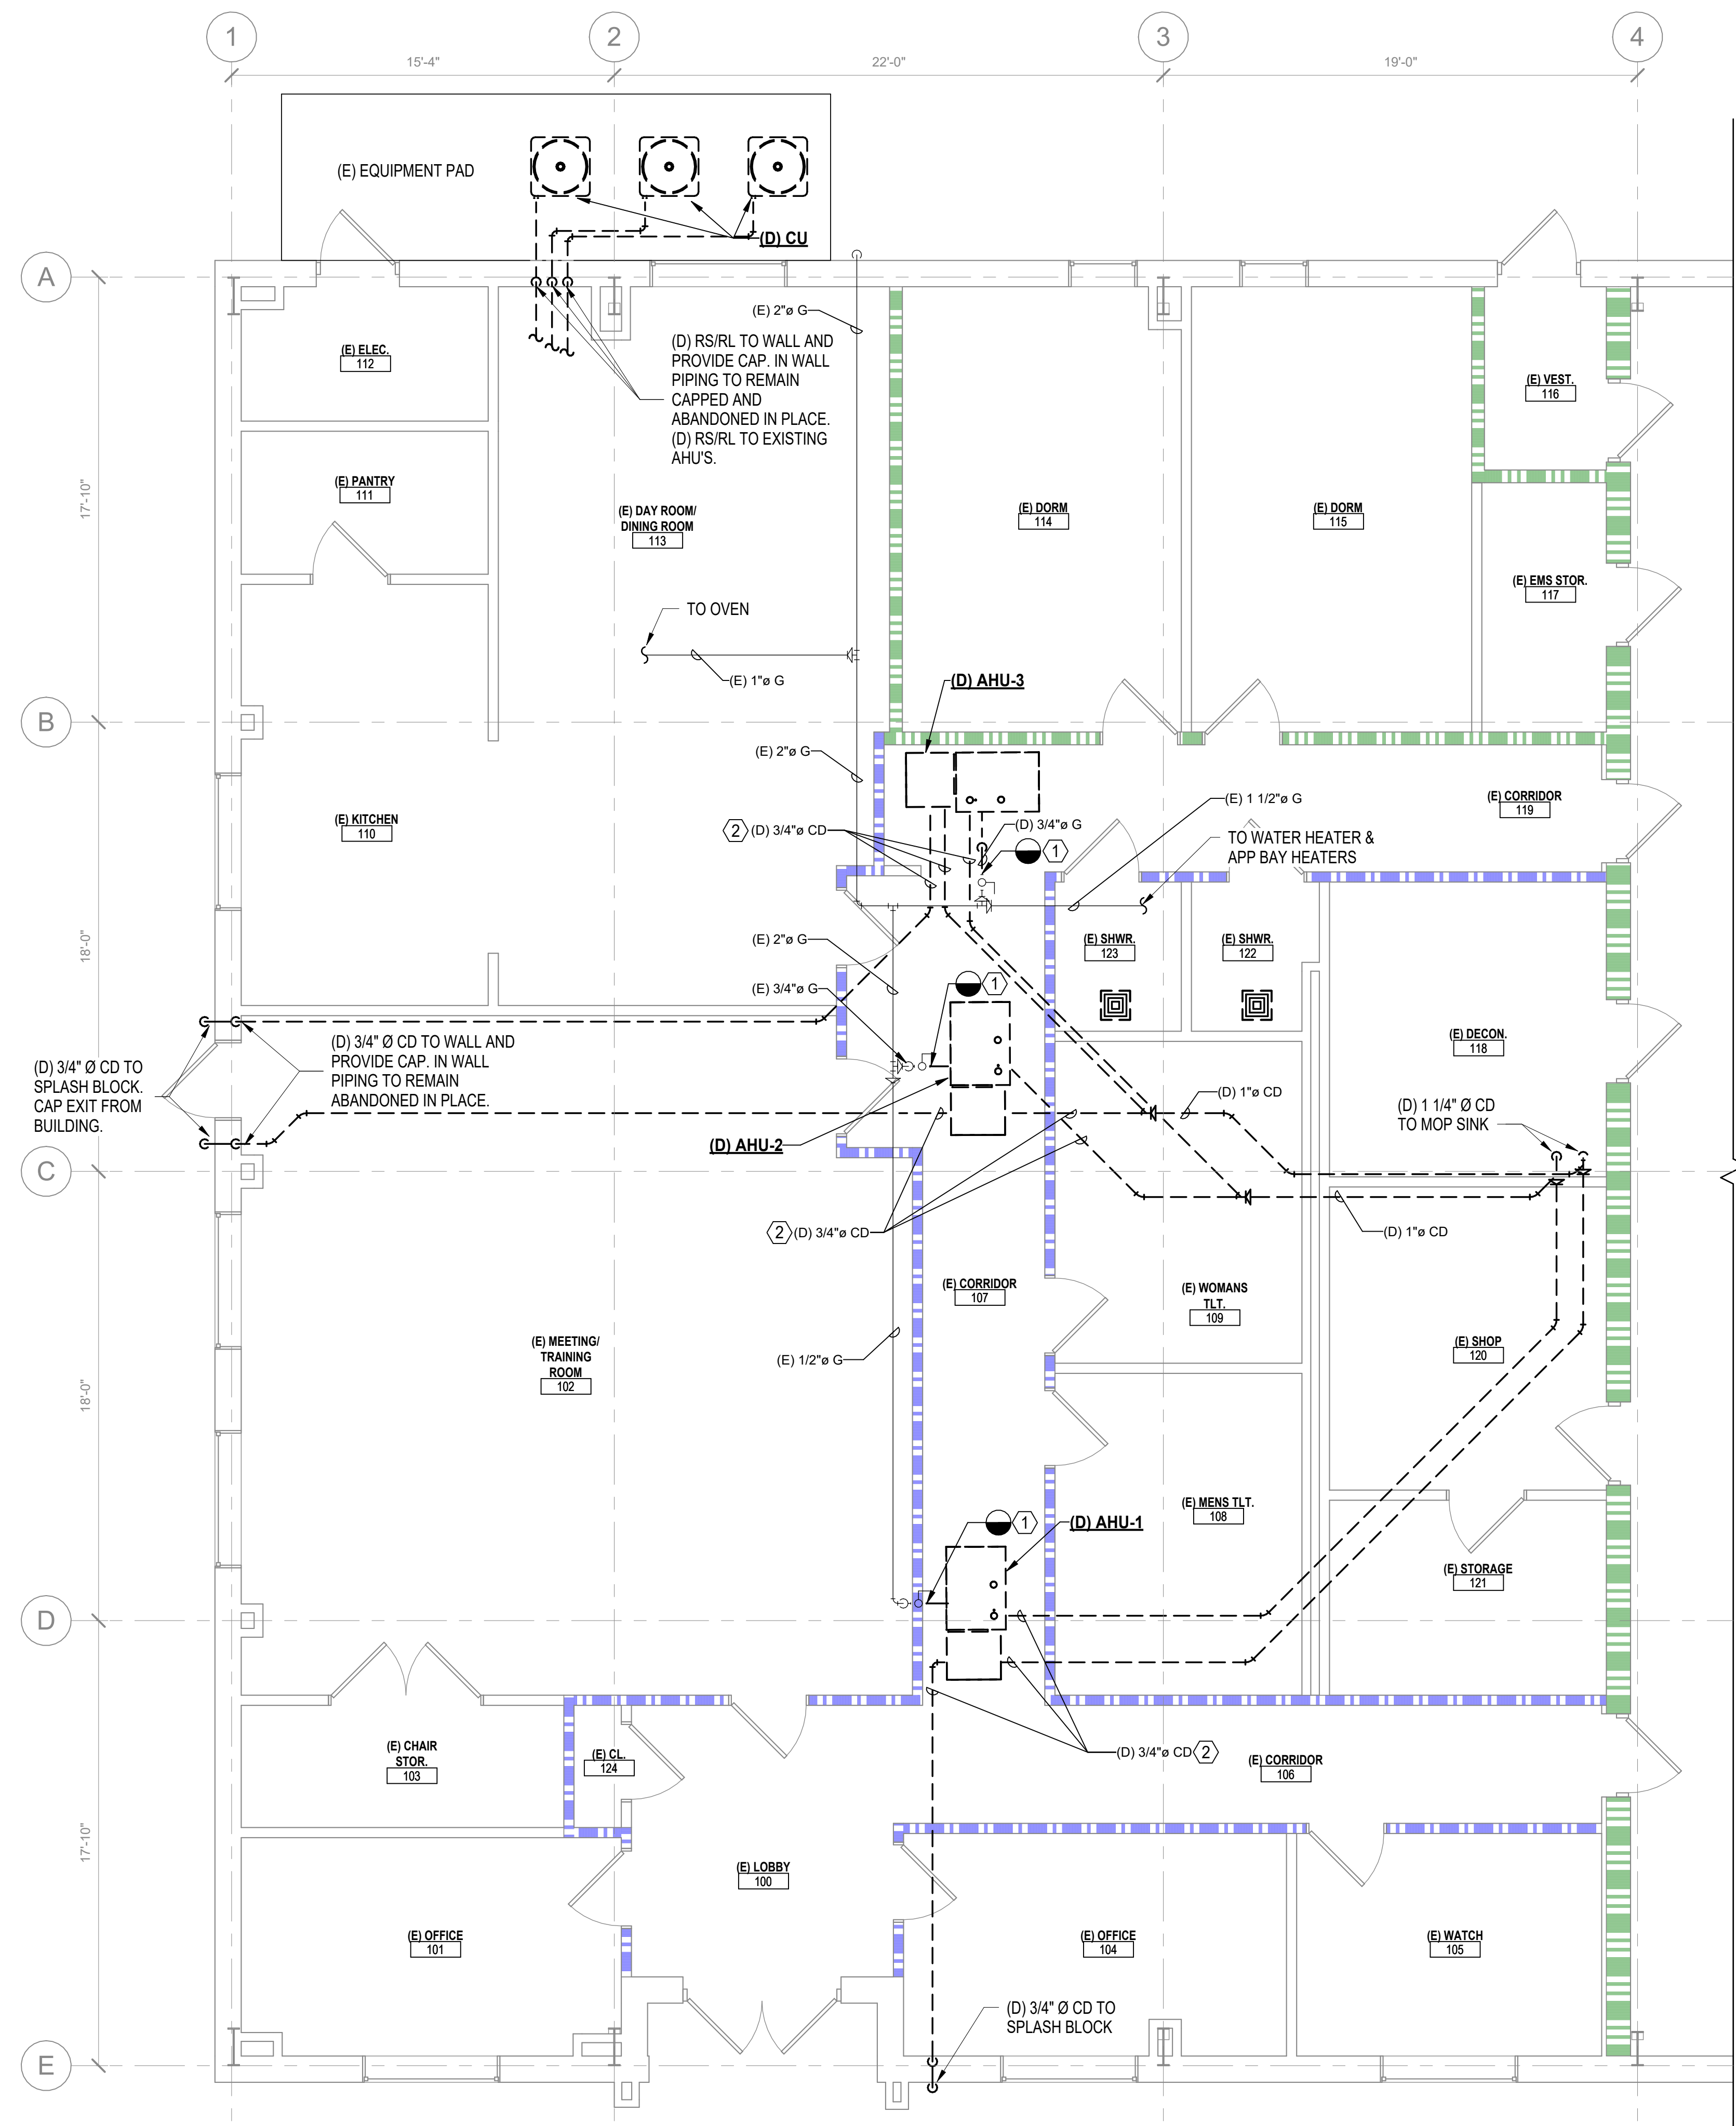 1
2
3
4
15'-4"
22'-0"
19'-0"
(E) EQUIPMENT PAD
(D) CU
A
(E) 2"ø G
(E) ELEC.
112
(D) RS/RL TO WALL AND
PROVIDE CAP. IN WALL
PIPING TO REMAIN
CAPPED AND
ABANDONED IN PLACE.
(D) RS/RL TO EXISTING
AHU'S.
(E) VEST.
116
(E) PANTRY
111
17'-10"
(E) DAY ROOM/
DINING ROOM
113
(E) DORM
114
(E) DORM
115
(E) EMS STOR.
117
TO OVEN
(E) 1"ø G
(D) AHU-3
B
(E) 2"ø G
(E) KITCHEN
110
2
(D) 3/4"ø CD
(D) 3/4"ø G
1
(E) 1 1/2"ø G
(E) CORRIDOR
119
TO WATER HEATER &
APP BAY HEATERS
18'-0"
(E) 2"ø G
(E) SHWR.
123
(E) SHWR.
122
(E) 3/4"ø G
1
(E) DECON.
118
(D) 3/4" Ø CD TO
SPLASH BLOCK.
CAP EXIT FROM
BUILDING.
(D) 3/4" Ø CD TO WALL AND
PROVIDE CAP. IN WALL
PIPING TO REMAIN
ABANDONED IN PLACE.
(D) 1"ø CD
(D) 1 1/4" Ø CD
TO MOP SINK
(D) AHU-2
C
2
(D) 3/4"ø CD
(D) 1"ø CD
(E) CORRIDOR
107
(E) WOMANS
TLT.
109
(E) MEETING/
TRAINING
ROOM
102
(E) 1/2"ø G
(E) SHOP
120
18'-0"
(E) MENS TLT.
108
1
(D) AHU-1
(E) STORAGE
121
D
(E) CHAIR
STOR.
103
(E) CL.
124
(D) 3/4"ø CD
2
(E) CORRIDOR
106
17'-10"
(E) LOBBY
100
(E) OFFICE
101
(E) OFFICE
104
(E) WATCH
105
(D) 3/4" Ø CD TO
SPLASH BLOCK
E